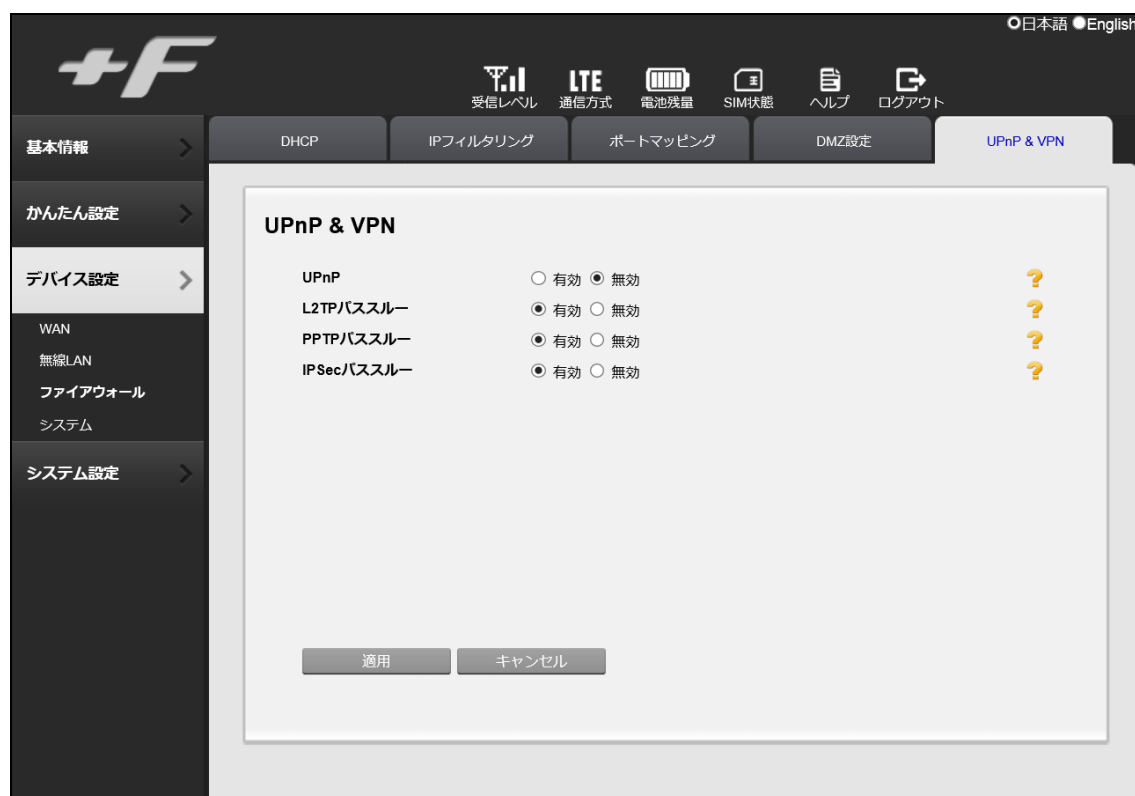 日本語 English
+F
受信レベル LTE 通信方式 電池残量 SIM状態 ヘルプ ログアウト
基本情報
かんたん設定
デバイス設定
WAN
無線LAN
ファイアウォール
システム
システム設定
DHCP IPフィルタリング ポートマッピング DMZ設定 UPnP & VPN
UPnP & VPN
UPnP 有効 無効 ?
L2TPパススルー 有効 無効 ?
PPTPパススルー 有効 無効 ?
IPSecパススルー 有効 無効 ?
適用 キャンセル